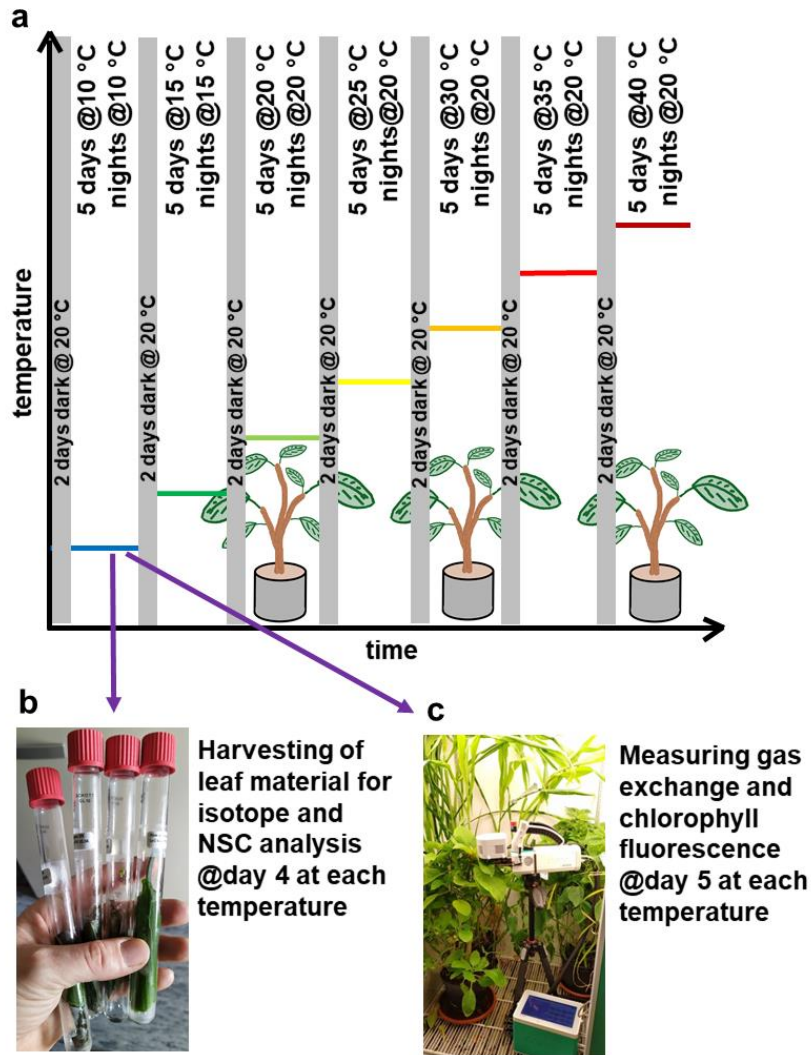 a
temperature
5 days @10 °C
nights @10 °C
5 days @15 °C
nights @15 °C
5 days @20 °C
nights @20 °C
5 days @25 °C
nights@20 °C
5 days @30 °C
nights @20 °C
5 days @35 °C
nights @20 °C
5 days @40 °C
nights @20 °C
2 days dark @ 20 °C
2 days dark @ 20 °C
2 days dark @ 20 °C
2 days dark @ 20 °C
2 days dark @ 20 °C
2 days dark @ 20 °C
2 days dark @ 20 °C
time
b
Harvesting of
leaf material for
isotope and
NSC analysis
@day 4 at each
temperature
c
Measuring gas
exchange and
chlorophyll
fluorescence
@day 5 at each
temperature